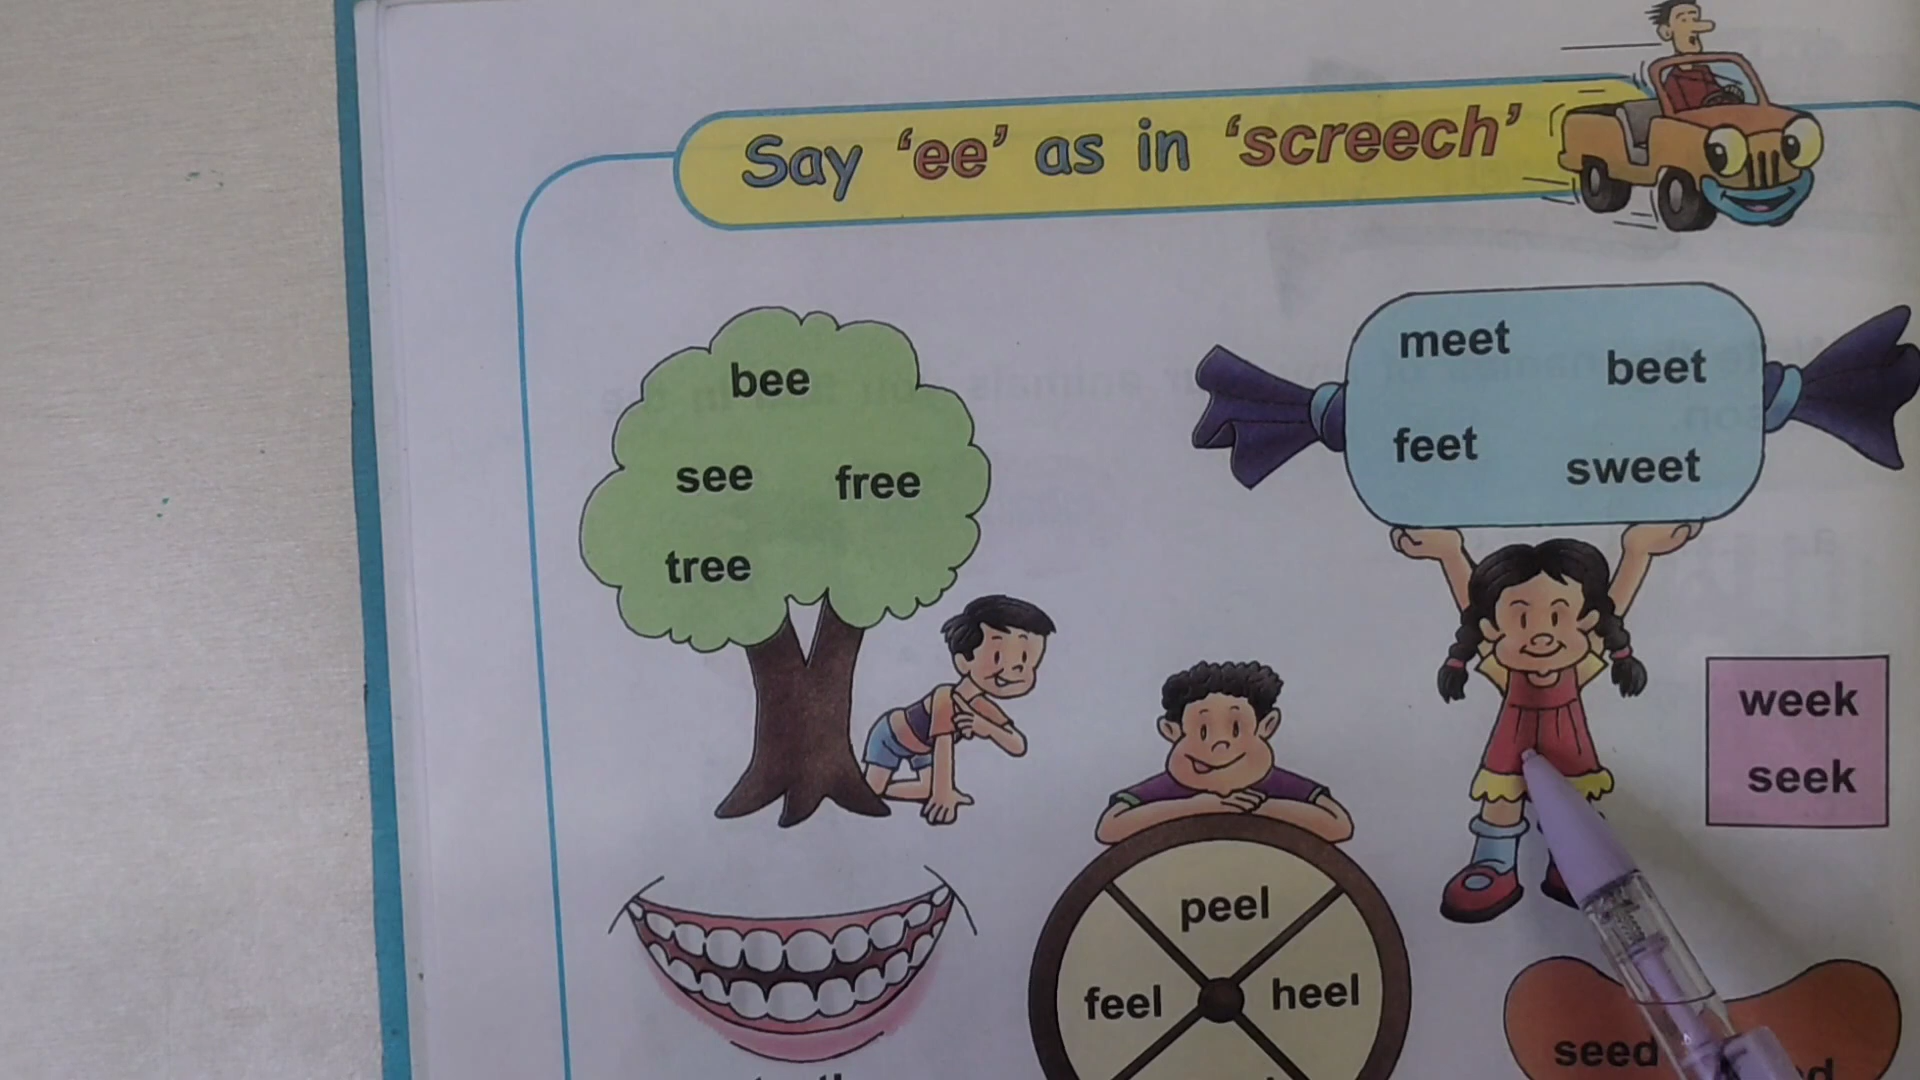 Say 'ee' as in 'screech'
bee
see free
tree
meet
beet
feet
sweet
week
seek
peel
feel heel
seed